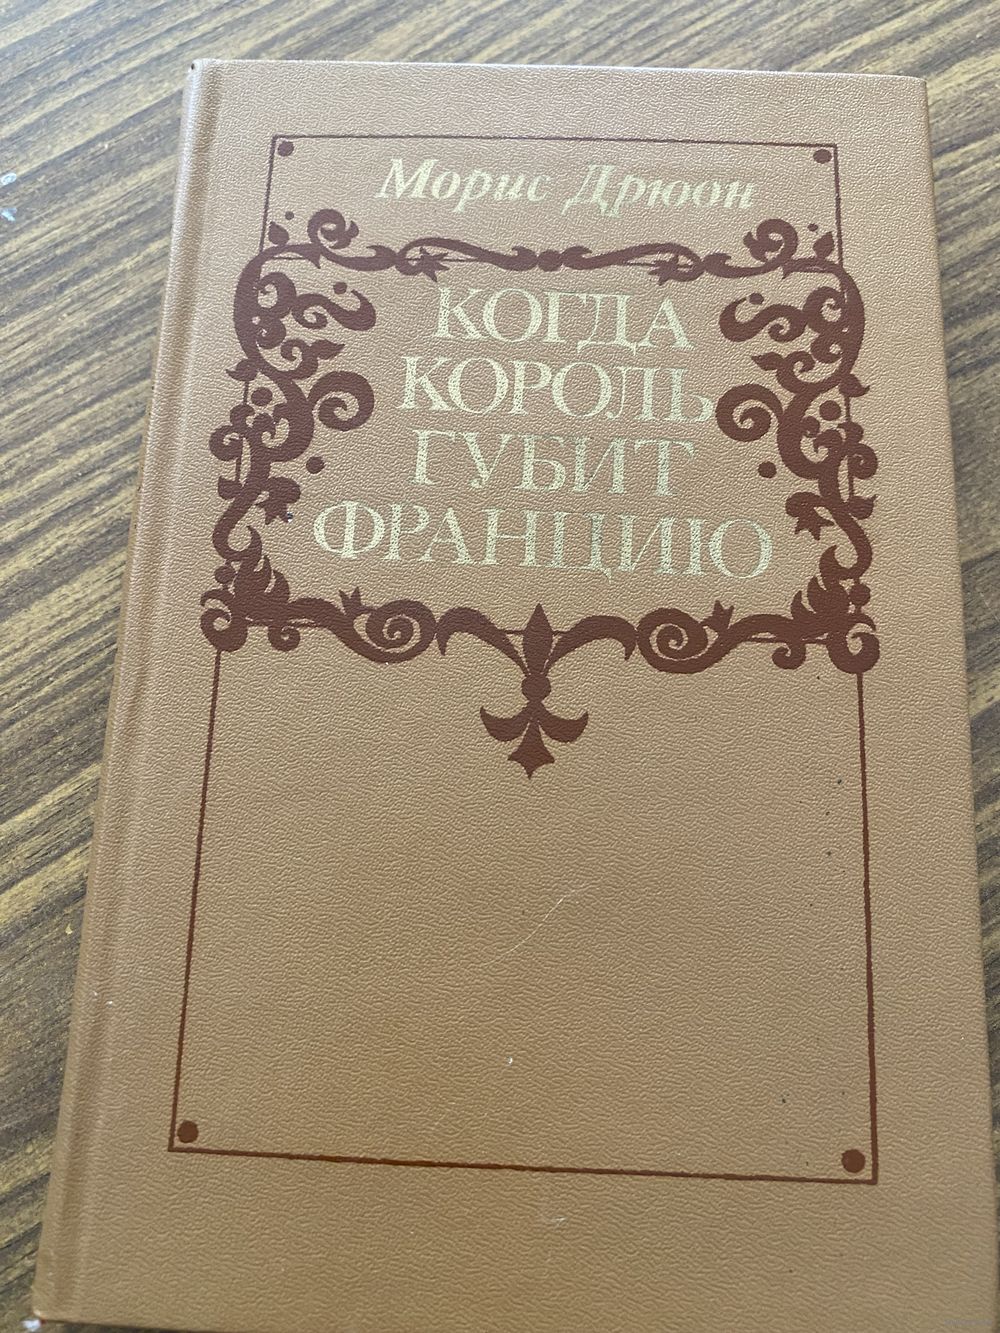 Морис Дрюон
КОГДА
КОРОЛЬ
ГУБИТ
ФРАНЦИЮ